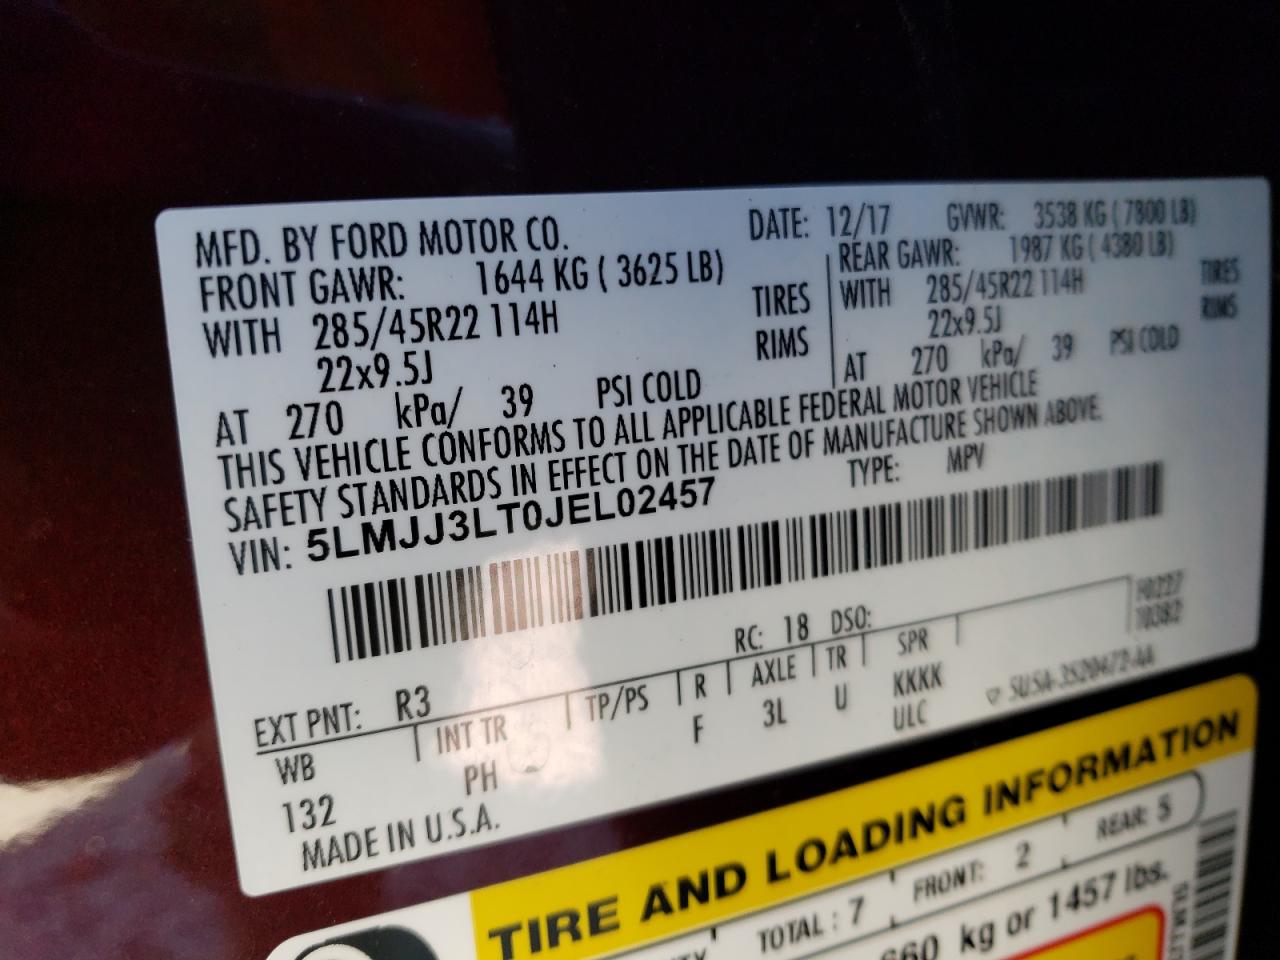 MFD. BY FORD MOTOR CO. DATE: 12/17 GVWR: 3538 KG ( 7800 LB)
FRONT GAWR: 1644 KG ( 3625 LB) REAR GAWR: 1987 KG ( 4380 LB)
WITH 285/45R22 114H TIRES WITH 285/45R22 114H TIRES
22x9.5J RIMS 22x9.5J RIMS
AT 270 kPa/ 39 PSI COLD AT 270 kPa/ 39 PSI COLD
THIS VEHICLE CONFORMS TO ALL APPLICABLE FEDERAL MOTOR VEHICLE
SAFETY STANDARDS IN EFFECT ON THE DATE OF MANUFACTURE SHOWN ABOVE.
VIN: 5LMJJ3LT0JEL02457 TYPE: MPV
EXT PNT: R3 RC: 18 DSO: 10227
10382
WB INT TR TP/PS R AXLE TR SPR
132 PH F 3L U KKKK
ULC
MADE IN U.S.A.
TIRE AND LOADING INFORMATION
TOTAL : 7 FRONT: 2 REAR: 5
660 kg or 1457 lbs.